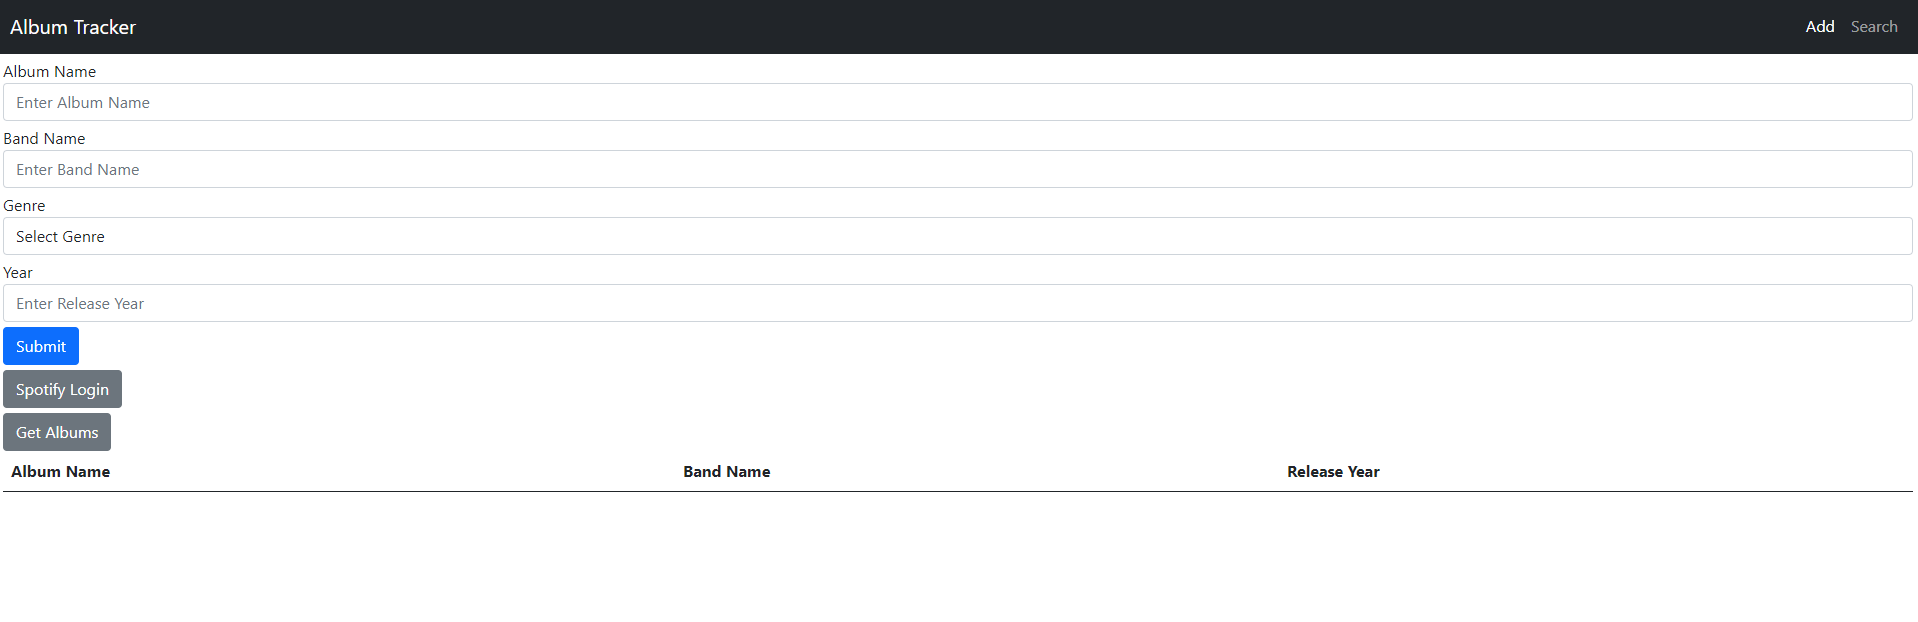 Album Tracker Add Search
Album Name
Enter Album Name
Band Name
Enter Band Name
Genre
Select Genre
Year
Enter Release Year
Submit
Spotify Login
Get Albums
Album Name Band Name Release Year